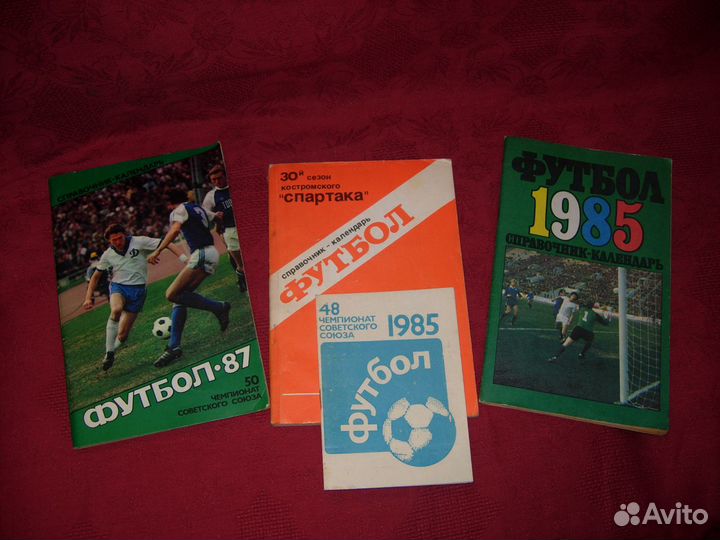 СПРАВОЧНИК-КАЛЕНДАРЬ
ФУТБОЛ·87
50
ЧЕМПИОНАТ
СОВЕТСКОГО СОЮЗА
30й сезон
костромского
"спартака"
справочник - календарь
ФУТБОЛ
48
ЧЕМПИОНАТ
СОВЕТСКОГО
СОЮЗА
1985
футбол
ФУТБОЛ
1985
СПРАВОЧНИК-КАЛЕНДАРЬ
Avito